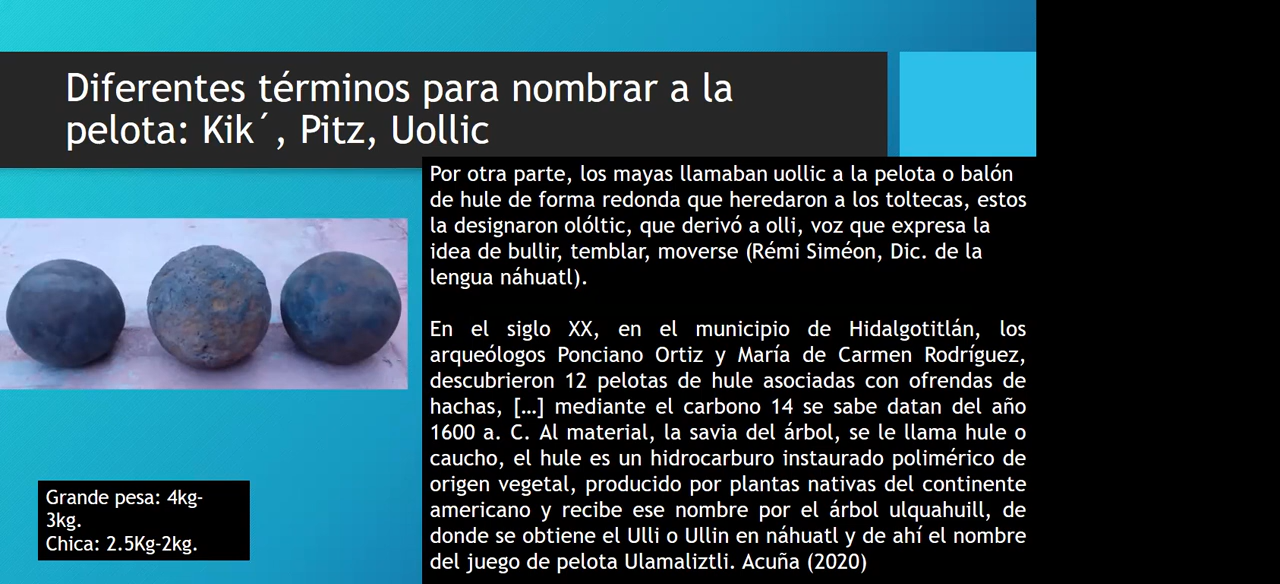 Diferentes términos para nombrar a la
pelota: Kik´, Pitz, Uollic
Por otra parte, los mayas llamaban uollic a la pelota o balón
de hule de forma redonda que heredaron a los toltecas, estos
la designaron olóltic, que derivó a olli, voz que expresa la
idea de bullir, temblar, moverse (Rémi Siméon, Dic. de la
lengua náhuatl).
En el siglo XX, en el municipio de Hidalgotitlán, los
arqueólogos Ponciano Ortiz y María de Carmen Rodríguez,
descubrieron 12 pelotas de hule asociadas con ofrendas de
hachas, […] mediante el carbono 14 se sabe datan del año
1600 a. C. Al material, la savia del árbol, se le llama hule o
caucho, el hule es un hidrocarburo instaurado polimérico de
origen vegetal, producido por plantas nativas del continente
americano y recibe ese nombre por el árbol ulquahuill, de
donde se obtiene el Ulli o Ullin en náhuatl y de ahí el nombre
del juego de pelota Ulamaliztli. Acuña (2020)
Grande pesa: 4kg-
3kg.
Chica: 2.5Kg-2kg.